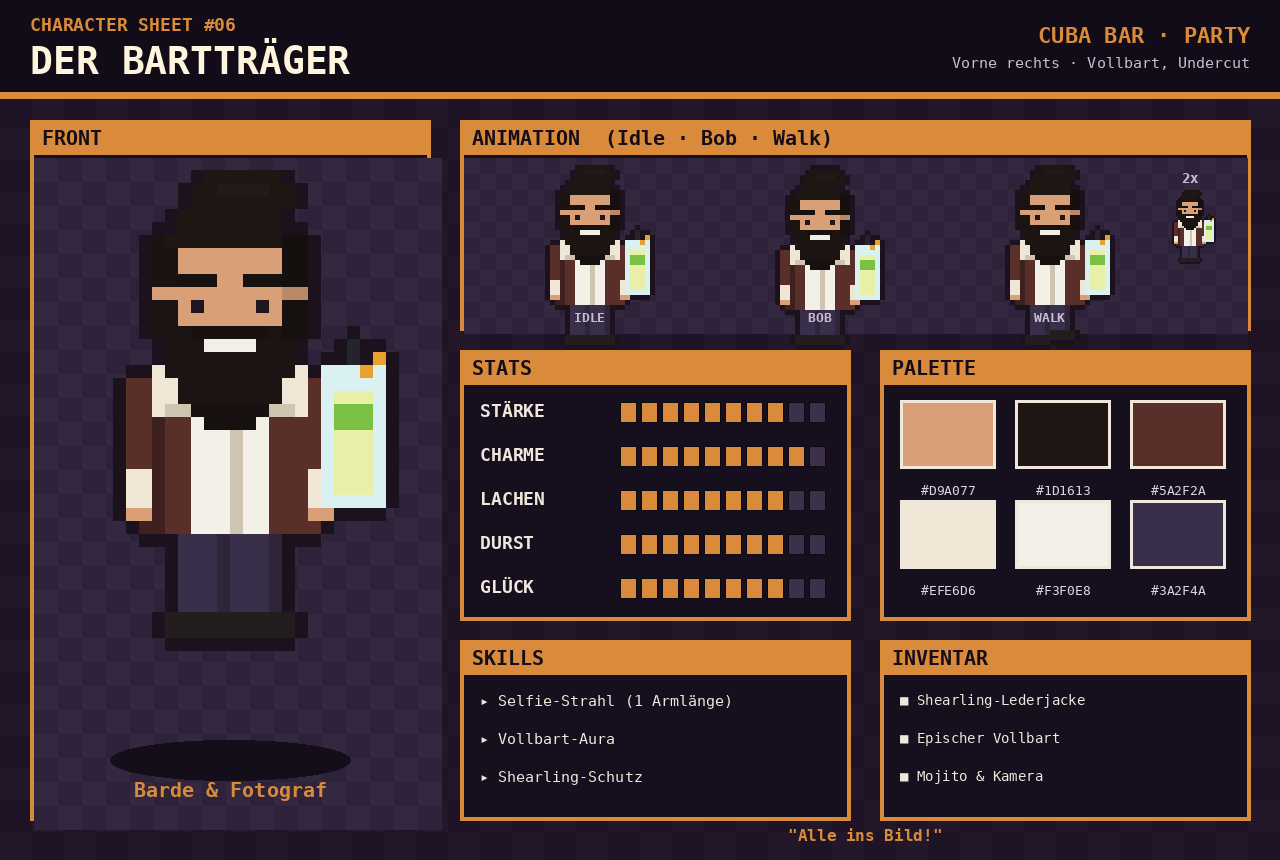 CHARACTER SHEET #06
DER BARTTRÄGER
CUBA BAR · PARTY
Vorne rechts · Vollbart, Undercut
FRONT
Barde & Fotograf
ANIMATION (Idle · Bob · Walk)
2x
IDLE
BOB
WALK
STATS
STÄRKE
CHARME
LACHEN
DURST
GLÜCK
PALETTE
#D9A077
#1D1613
#5A2F2A
#EFE6D6
#F3F0E8
#3A2F4A
SKILLS
▸ Selfie-Strahl (1 Armlänge)
▸ Vollbart-Aura
▸ Shearling-Schutz
INVENTAR
■ Shearling-Lederjacke
■ Epischer Vollbart
■ Mojito & Kamera
"Alle ins Bild!"